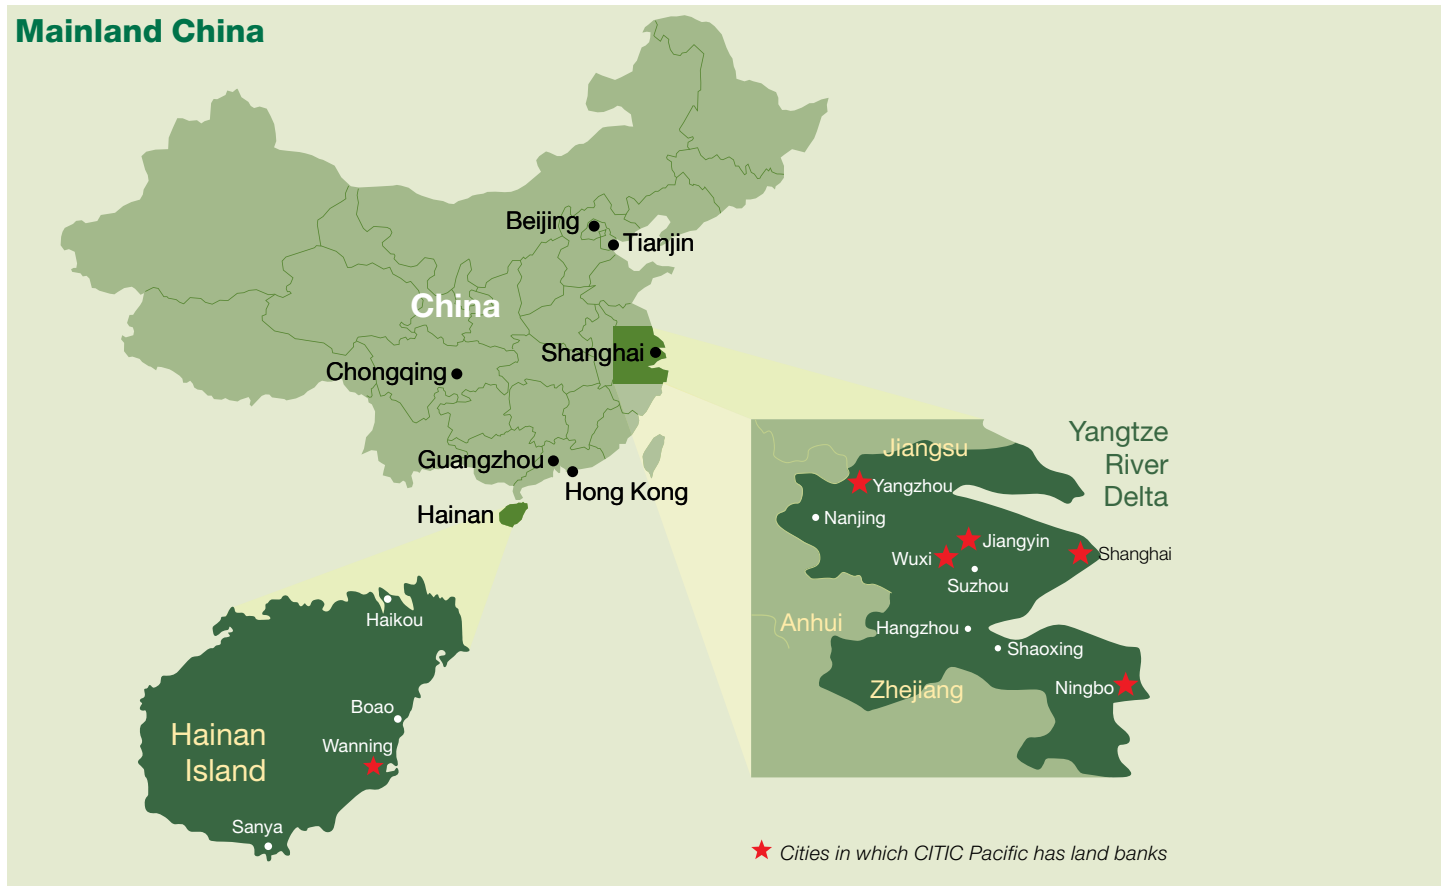 Mainland China
Beijing
Tianjin
China
Shanghai
Chongqing
Guangzhou
Hong Kong
Hainan
Yangtze
River
Delta
Jiangsu
Yangzhou
Nanjing
Jiangyin
Wuxi
Shanghai
Suzhou
Anhui
Hangzhou
Shaoxing
Zhejiang
Ningbo
Haikou
Boao
Hainan
Island
Wanning
Sanya
Cities in which CITIC Pacific has land banks